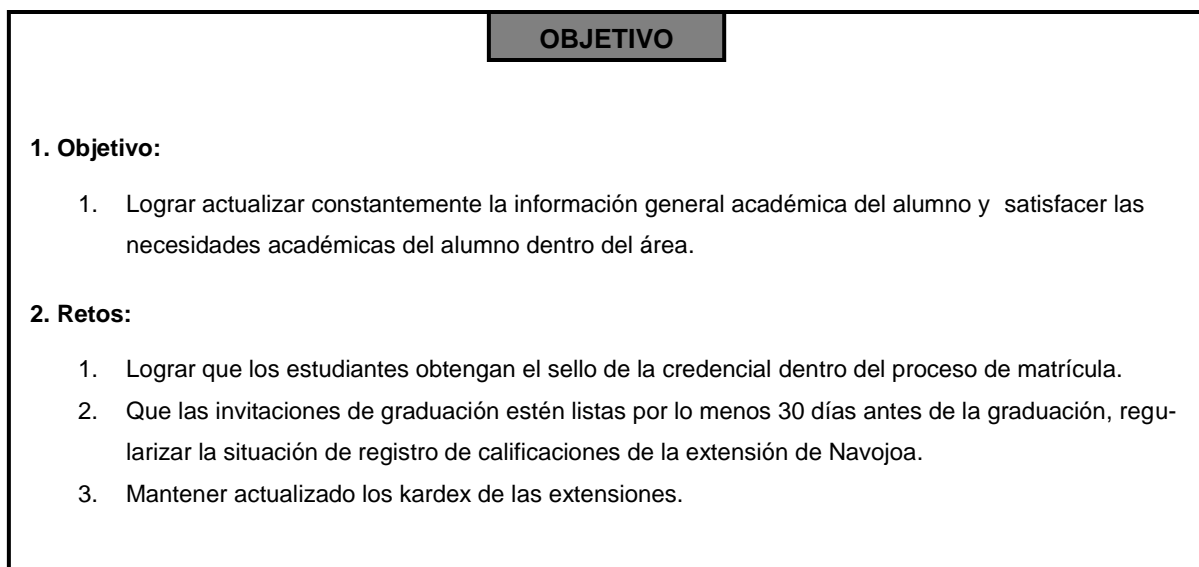 OBJETIVO
1. Objetivo:
1. Lograr actualizar constantemente la información general académica del alumno y  satisfacer las
necesidades académicas del alumno dentro del área.
2. Retos:
1. Lograr que los estudiantes obtengan el sello de la credencial dentro del proceso de matrícula.
2. Que las invitaciones de graduación estén listas por lo menos 30 días antes de la graduación, regu-
larizar la situación de registro de calificaciones de la extensión de Navojoa.
3. Mantener actualizado los kardex de las extensiones.